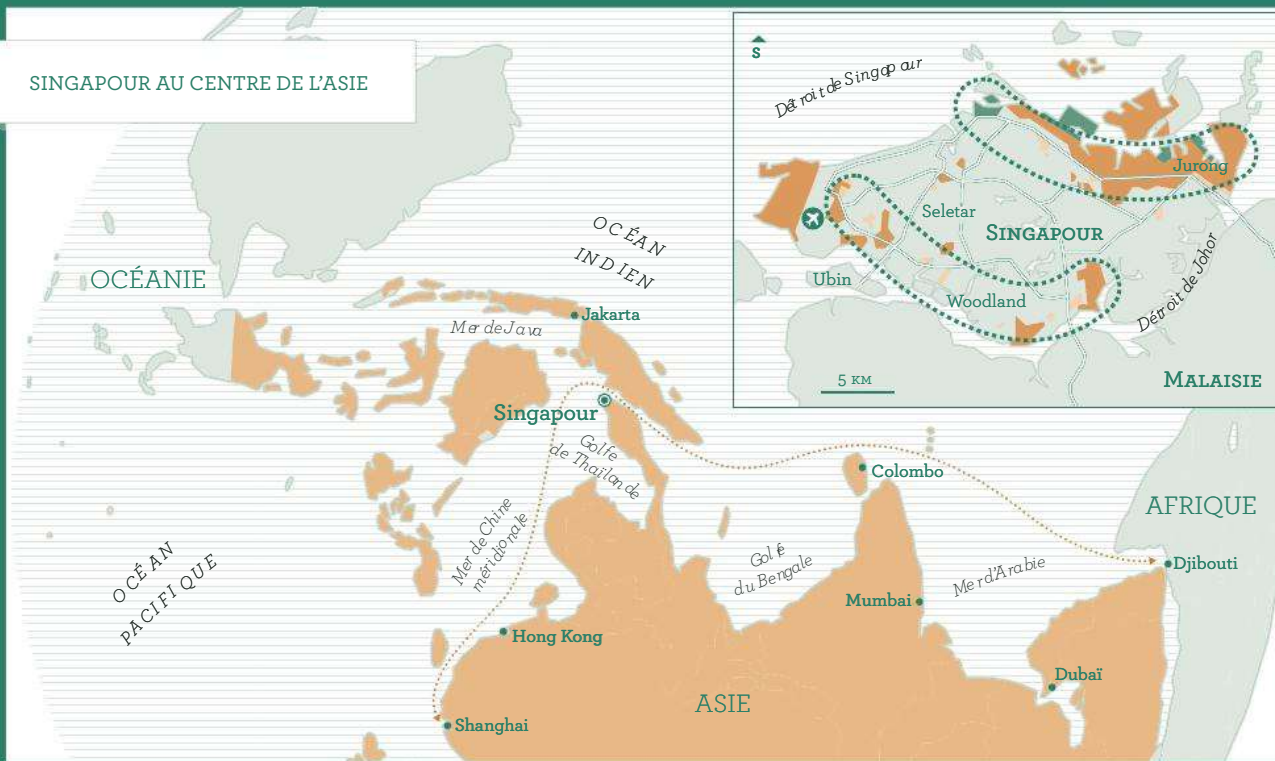 SINGAPOUR AU CENTRE DE L'ASIE
S
Détroit de Singapour
Jurong
Seletar
SINGAPOUR
Ubin
Woodland
Détroit de Johor
5 KM
MALAISIE
OCÉAN
INDIEN
OCÉANIE
Jakarta
Mer de Java
Singapour
Golfe
de Thaïlande
Colombo
AFRIQUE
Mer de Chine
méridionale
OCÉAN
PACIFIQUE
Golfe
du Bengale
Mer d'Arabie
Djibouti
Mumbai
Hong Kong
Dubaï
ASIE
Shanghai